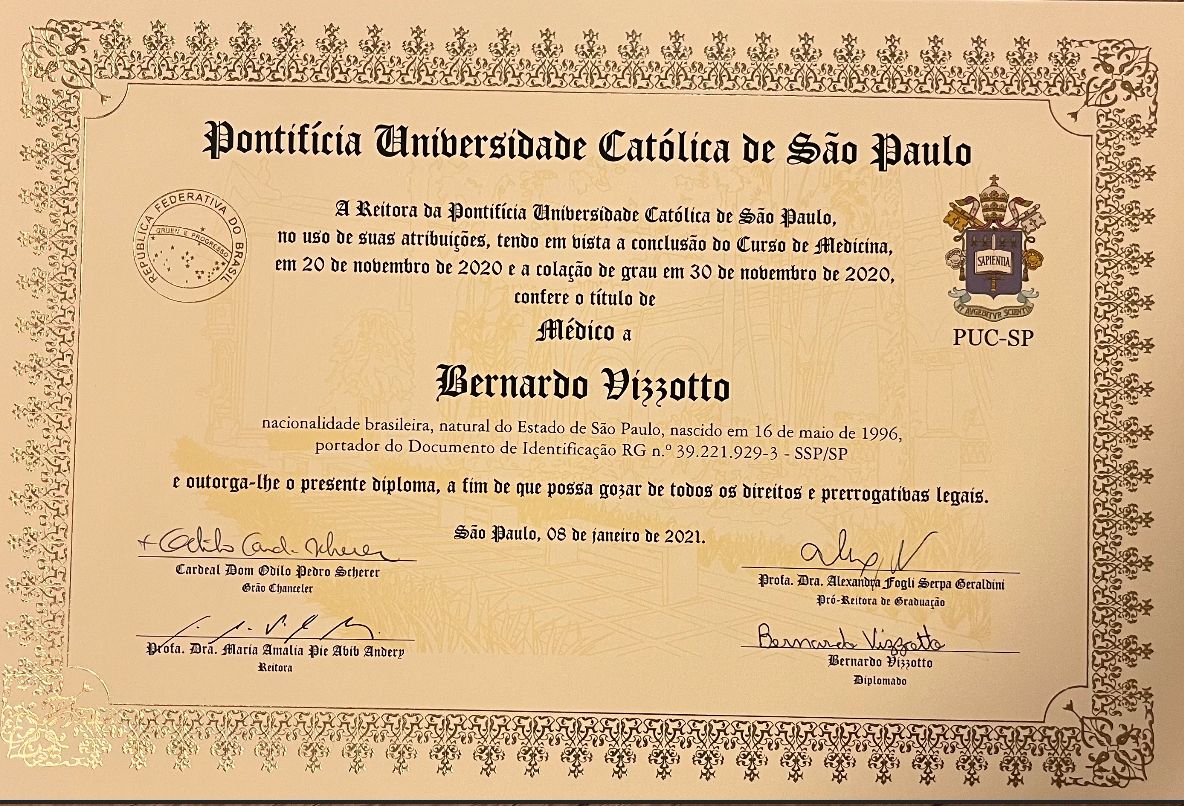 Pontifícia Universidade Católica de São Paulo
REPÚBLICA FEDERATIVA DO BRASIL
ORDEM E PROGRESSO
A Reitora da Pontifícia Universidade Católica de São Paulo,
no uso de suas atribuições, tendo em vista a conclusão do Curso de Medicina,
em 20 de novembro de 2020 e a colação de grau em 30 de novembro de 2020,
confere o título de
Médico a
SAPIENTIA
ET AUGEBITUR SCIENTIA
PUC-SP
Bernardo Vizzotto
nacionalidade brasileira, natural do Estado de São Paulo, nascido em 16 de maio de 1996,
portador do Documento de Identificação RG n.º 39.221.929-3 - SSP/SP
e outorga-lhe o presente diploma, a fim de que possa gozar de todos os direitos e prerrogativas legais.
São Paulo, 08 de janeiro de 2021.
+ Odilo Card. Scherer
Cardeal Dom Odilo Pedro Scherer
Grão Chanceler
Profa. Dra. Alexandra Fogli Serpa Geraldini
Pró-Reitora de Graduação
Profa. Dra. Maria Amalia Pie Abib Andery
Reitora
Bernardo Vizzotto
Bernardo Vizzotto
Diplomado